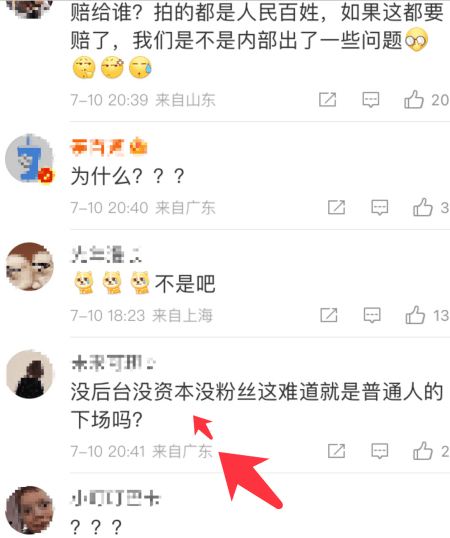 赔给谁？拍的都是人民百姓，如果这都要
赔了，我们是不是内部出了一些问题
7-10 20:39 来自山东
20
为什么？？？
7-10 20:40 来自广东
3
不是吧
7-10 18:23 来自上海
13
没后台没资本没粉丝这难道就是普通人的
下场吗？
7-10 20:41 来自广东
2
？？？